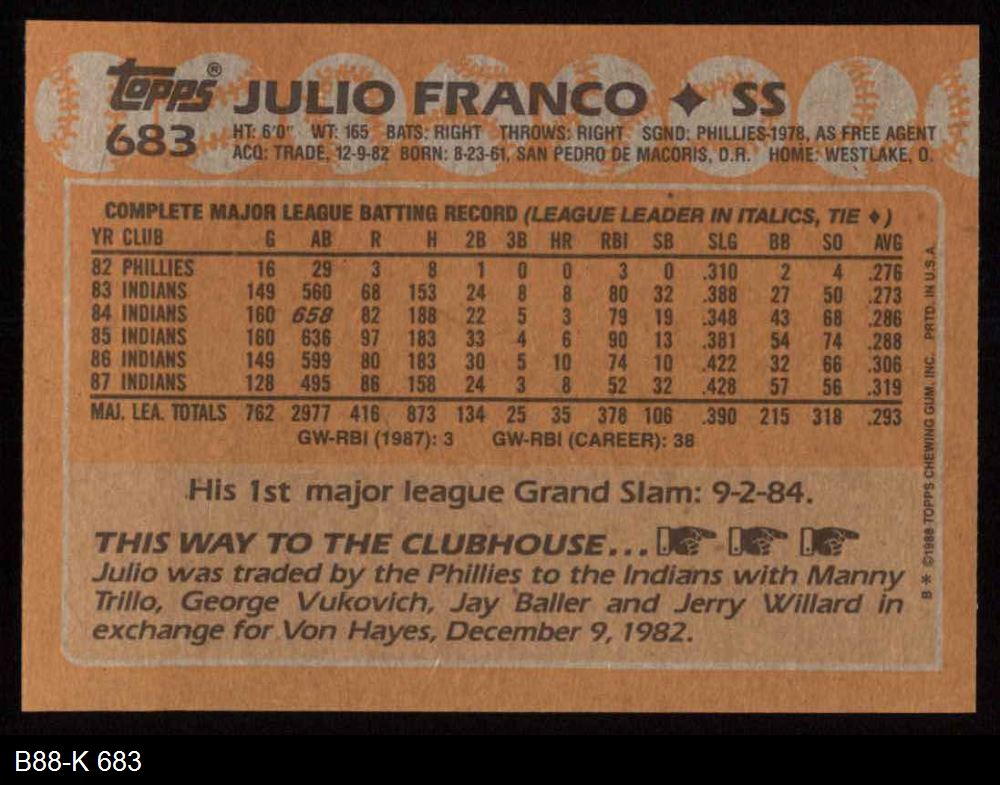 topps® JULIO FRANCO ✦ SS
683 HT: 6'0" WT: 165 BATS: RIGHT THROWS: RIGHT SGND: PHILLIES-1978, AS FREE AGENT
ACQ: TRADE, 12-9-82 BORN: 8-23-61, SAN PEDRO DE MACORIS, D.R. HOME: WESTLAKE, O.
COMPLETE MAJOR LEAGUE BATTING RECORD (LEAGUE LEADER IN ITALICS, TIE ♦)
YR CLUB G AB R H 2B 3B HR RBI SB SLG BB SO AVG
82 PHILLIES 16 29 3 8 1 0 0 3 0 .310 2 4 .276
83 INDIANS 149 560 68 153 24 8 8 80 32 .388 27 50 .273
84 INDIANS 160 658 82 188 22 5 3 79 19 .348 43 68 .286
85 INDIANS 160 636 97 183 33 4 6 90 13 .381 54 74 .288
86 INDIANS 149 599 80 183 30 5 10 74 10 .422 32 66 .306
87 INDIANS 128 495 86 158 24 3 8 52 32 .428 57 56 .319
MAJ. LEA. TOTALS 762 2977 416 873 134 25 35 378 106 .390 215 318 .293
GW-RBI (1987): 3 GW-RBI (CAREER): 38
His 1st major league Grand Slam: 9-2-84.
THIS WAY TO THE CLUBHOUSE...
Julio was traded by the Phillies to the Indians with Manny
Trillo, George Vukovich, Jay Baller and Jerry Willard in
exchange for Von Hayes, December 9, 1982.
B * ©1988 TOPPS CHEWING GUM, INC. PRTD. IN U.S.A.
B88-K 683